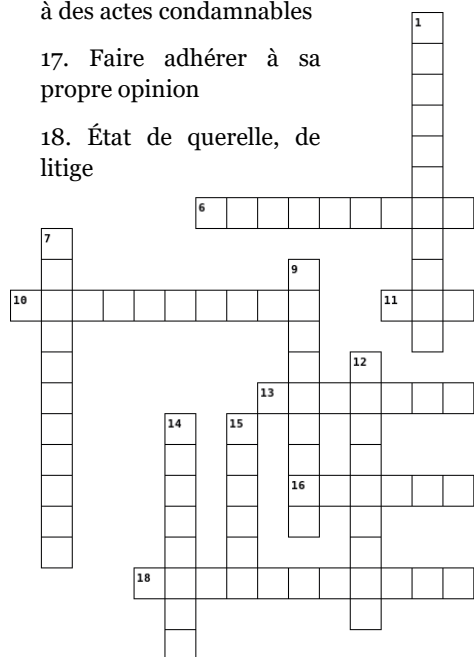 à des actes condamnables
17. Faire adhérer à sa
propre opinion
18. État de querelle, de
litige
1
6
7
9
10
11
12
13
14
15
16
18